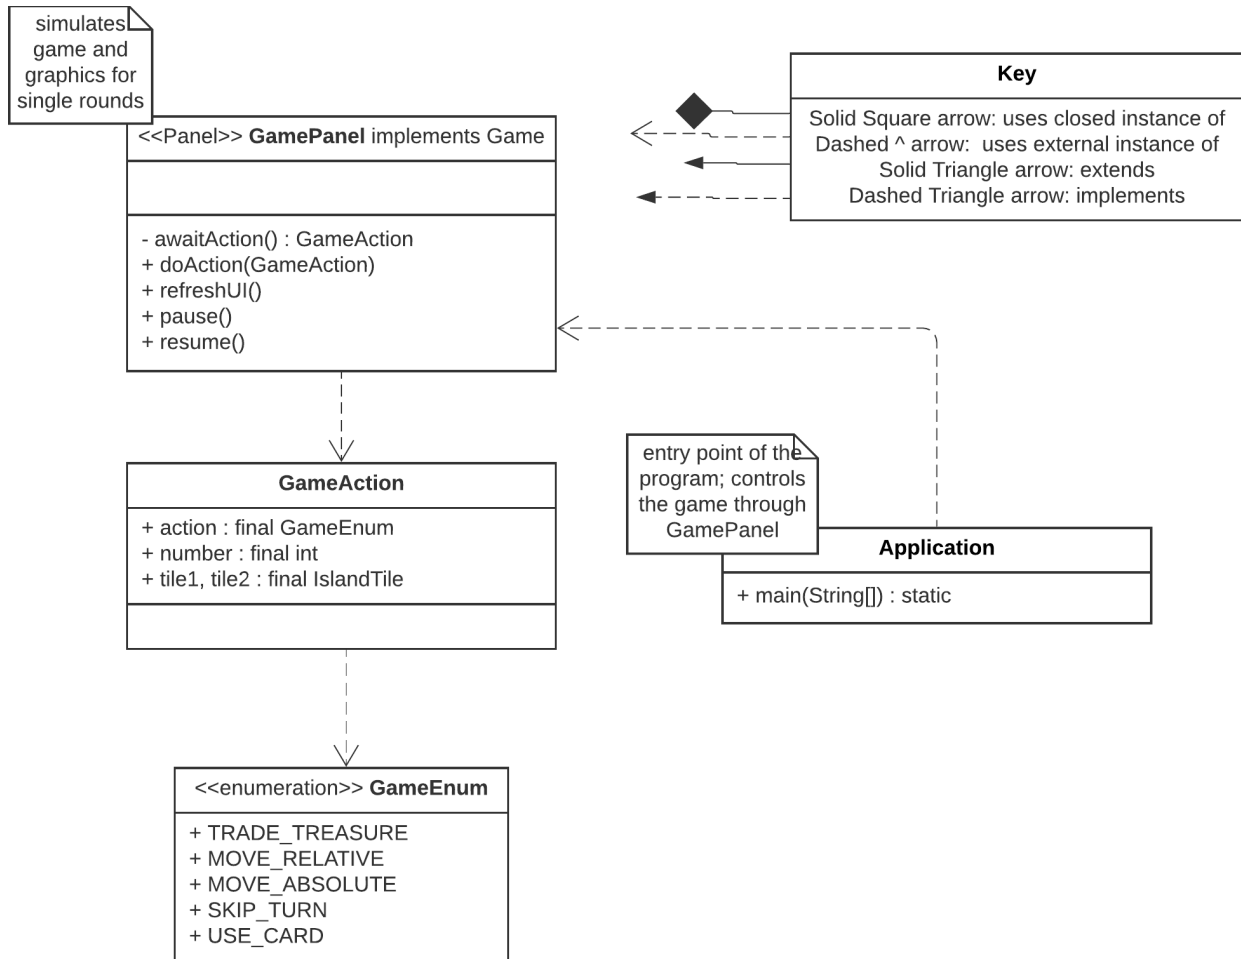 simulates
game and
graphics for
single rounds
<<Panel>> GamePanel implements Game
- awaitAction() : GameAction
+ doAction(GameAction)
+ refreshUI()
+ pause()
+ resume()
Key
Solid Square arrow: uses closed instance of
Dashed ^ arrow:  uses external instance of
Solid Triangle arrow: extends
Dashed Triangle arrow: implements
GameAction
+ action : final GameEnum
+ number : final int
+ tile1, tile2 : final IslandTile
entry point of the
program; controls
the game through
GamePanel
Application
+ main(String[]) : static
<<enumeration>> GameEnum
+ TRADE_TREASURE
+ MOVE_RELATIVE
+ MOVE_ABSOLUTE
+ SKIP_TURN
+ USE_CARD